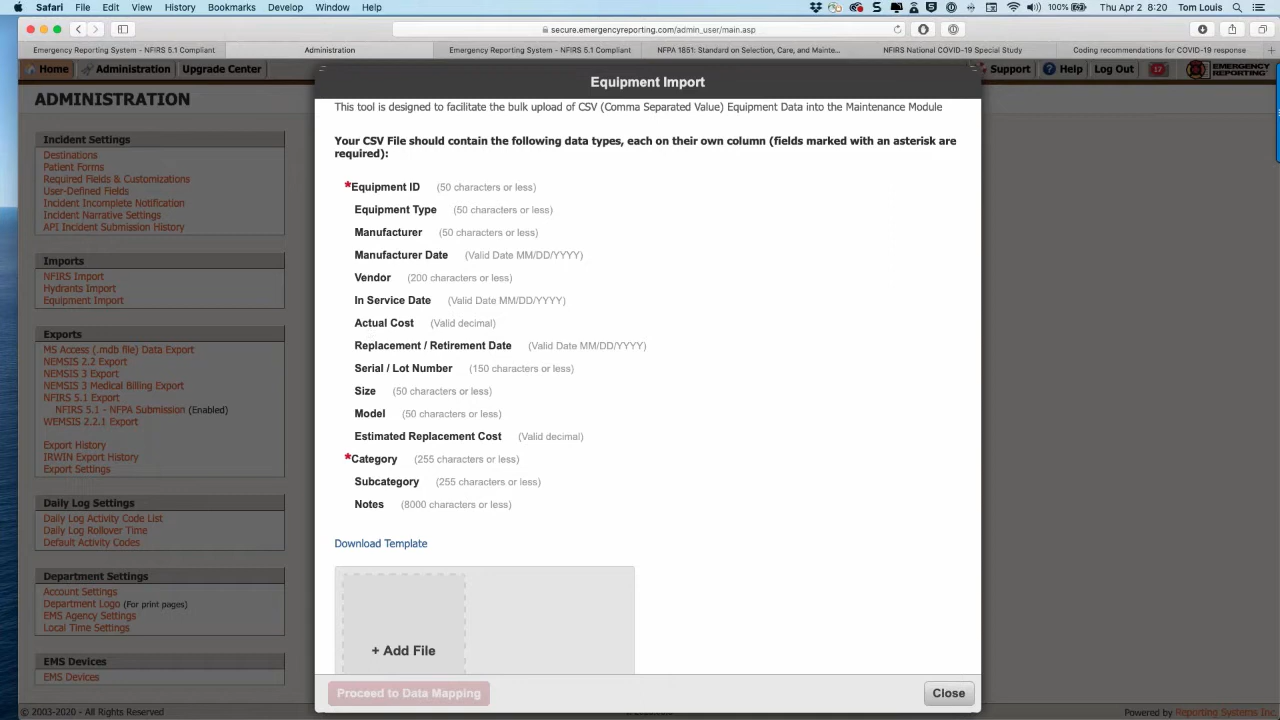 Safari File Edit View History Bookmarks Develop Window Help
100% Thu Apr 2 8:20 Tom Louis
secure.emergencyreporting.com/admin_user/main.asp
Emergency Reporting System - NFIRS 5.1 Compliant Administration Emergency Reporting System - NFIRS 5.1 Compliant NFPA 1851: Standard on Selection, Care, and Mainte... NFIRS National COVID-19 Special Study Coding recommendations for COVID-19 response
Home Administration Upgrade Center Support Help Log Out 17 EMERGENCY REPORTING
ADMINISTRATION
Incident Settings
Destinations
Patient Forms
Required Fields & Customizations
User-Defined Fields
Incident Incomplete Notification
Incident Narrative Settings
API Incident Submission History
Imports
NFIRS Import
Hydrants Import
Equipment Import
Exports
MS Access (.mdb file) Data Export
NEMSIS 2.2 Export
NEMSIS 3 Export
NEMSIS 3 Medical Billing Export
NFIRS 5.1 Export
NFIRS 5.1 - NFPA Submission (Enabled)
WEMSIS 2.2.1 Export
Export History
IRWIN Export History
Export Settings
Daily Log Settings
Daily Log Activity Code List
Daily Log Rollover Time
Default Activity Codes
Department Settings
Account Settings
Department Logo (For print pages)
EMS Agency Settings
Local Time Settings
EMS Devices
EMS Devices
Equipment Import
This tool is designed to facilitate the bulk upload of CSV (Comma Separated Value) Equipment Data into the Maintenance Module
Your CSV File should contain the following data types, each on their own column (fields marked with an asterisk are
required):
*Equipment ID (50 characters or less)
Equipment Type (50 characters or less)
Manufacturer (50 characters or less)
Manufacturer Date (Valid Date MM/DD/YYYY)
Vendor (200 characters or less)
In Service Date (Valid Date MM/DD/YYYY)
Actual Cost (Valid decimal)
Replacement / Retirement Date (Valid Date MM/DD/YYYY)
Serial / Lot Number (150 characters or less)
Size (50 characters or less)
Model (50 characters or less)
Estimated Replacement Cost (Valid decimal)
*Category (255 characters or less)
Subcategory (255 characters or less)
Notes (8000 characters or less)
Download Template
+ Add File
Proceed to Data Mapping Close
© 2003-2020 - All Rights Reserved Powered by Reporting Systems Inc